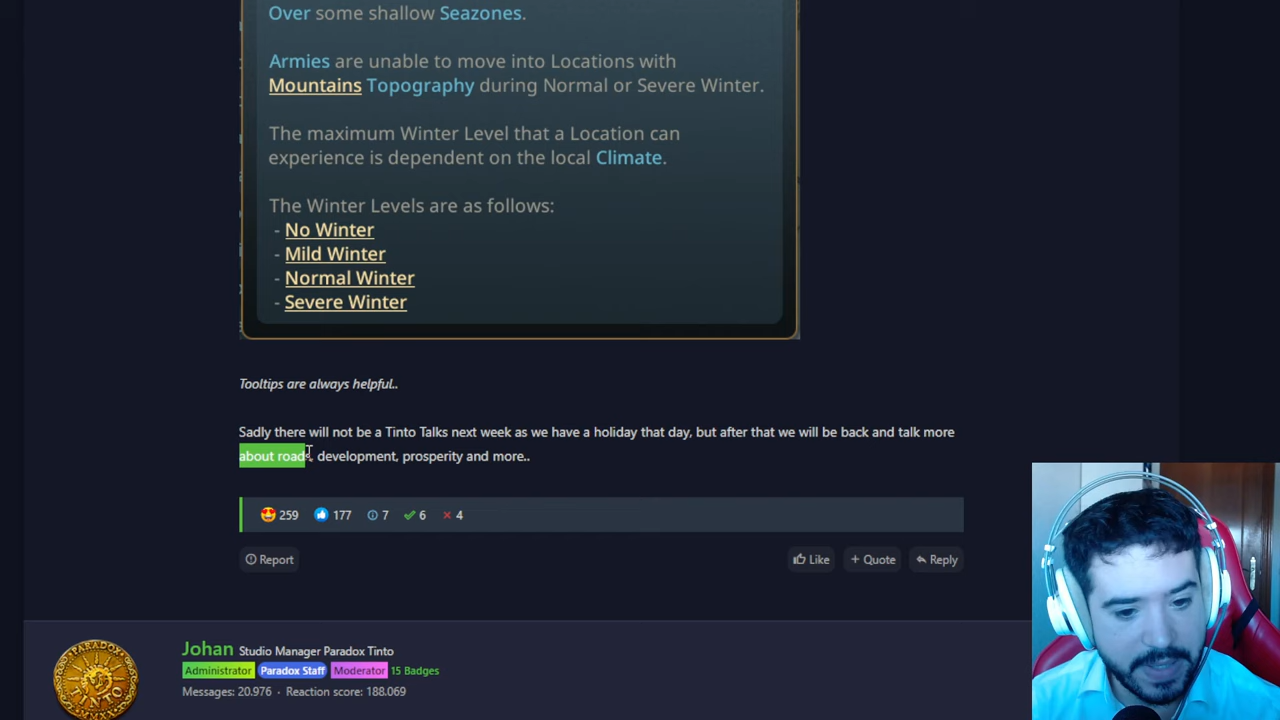 Over some shallow Seazones.
Armies are unable to move into Locations with
Mountains Topography during Normal or Severe Winter.
The maximum Winter Level that a Location can
experience is dependent on the local Climate.
The Winter Levels are as follows:
- No Winter
- Mild Winter
- Normal Winter
- Severe Winter
Tooltips are always helpful..
Sadly there will not be a Tinto Talks next week as we have a holiday that day, but after that we will be back and talk more
about roads, development, prosperity and more..
259 177 7 6 4
Report Like + Quote Reply
Johan Studio Manager Paradox Tinto
Administrator Paradox Staff Moderator 15 Badges
Messages: 20.976 · Reaction score: 188.069
PARADOX
TINTO